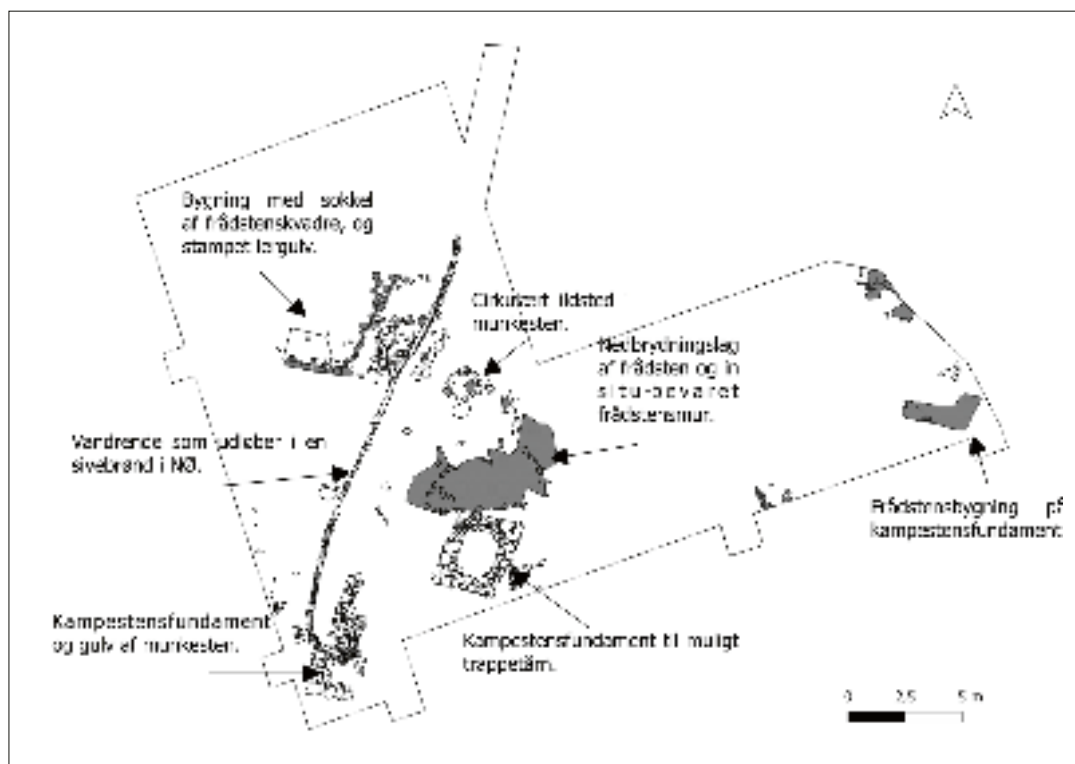 Bygning med sokkel
af frådstenskvadre, og
stampet lergulv.
Cirkulært ildsted
munkesten.
Nedbrydningslag
af frådsten og in
situ-bevaret
frådstensmur.
Vandrende som udløber i en
sivebrønd i NØ.
Frådstensbygning på
kampestensfundament
Kampestensfundament
og gulv af munkesten.
Kampestensfundament til muligt
trappetårn.
0 2,5 5 m